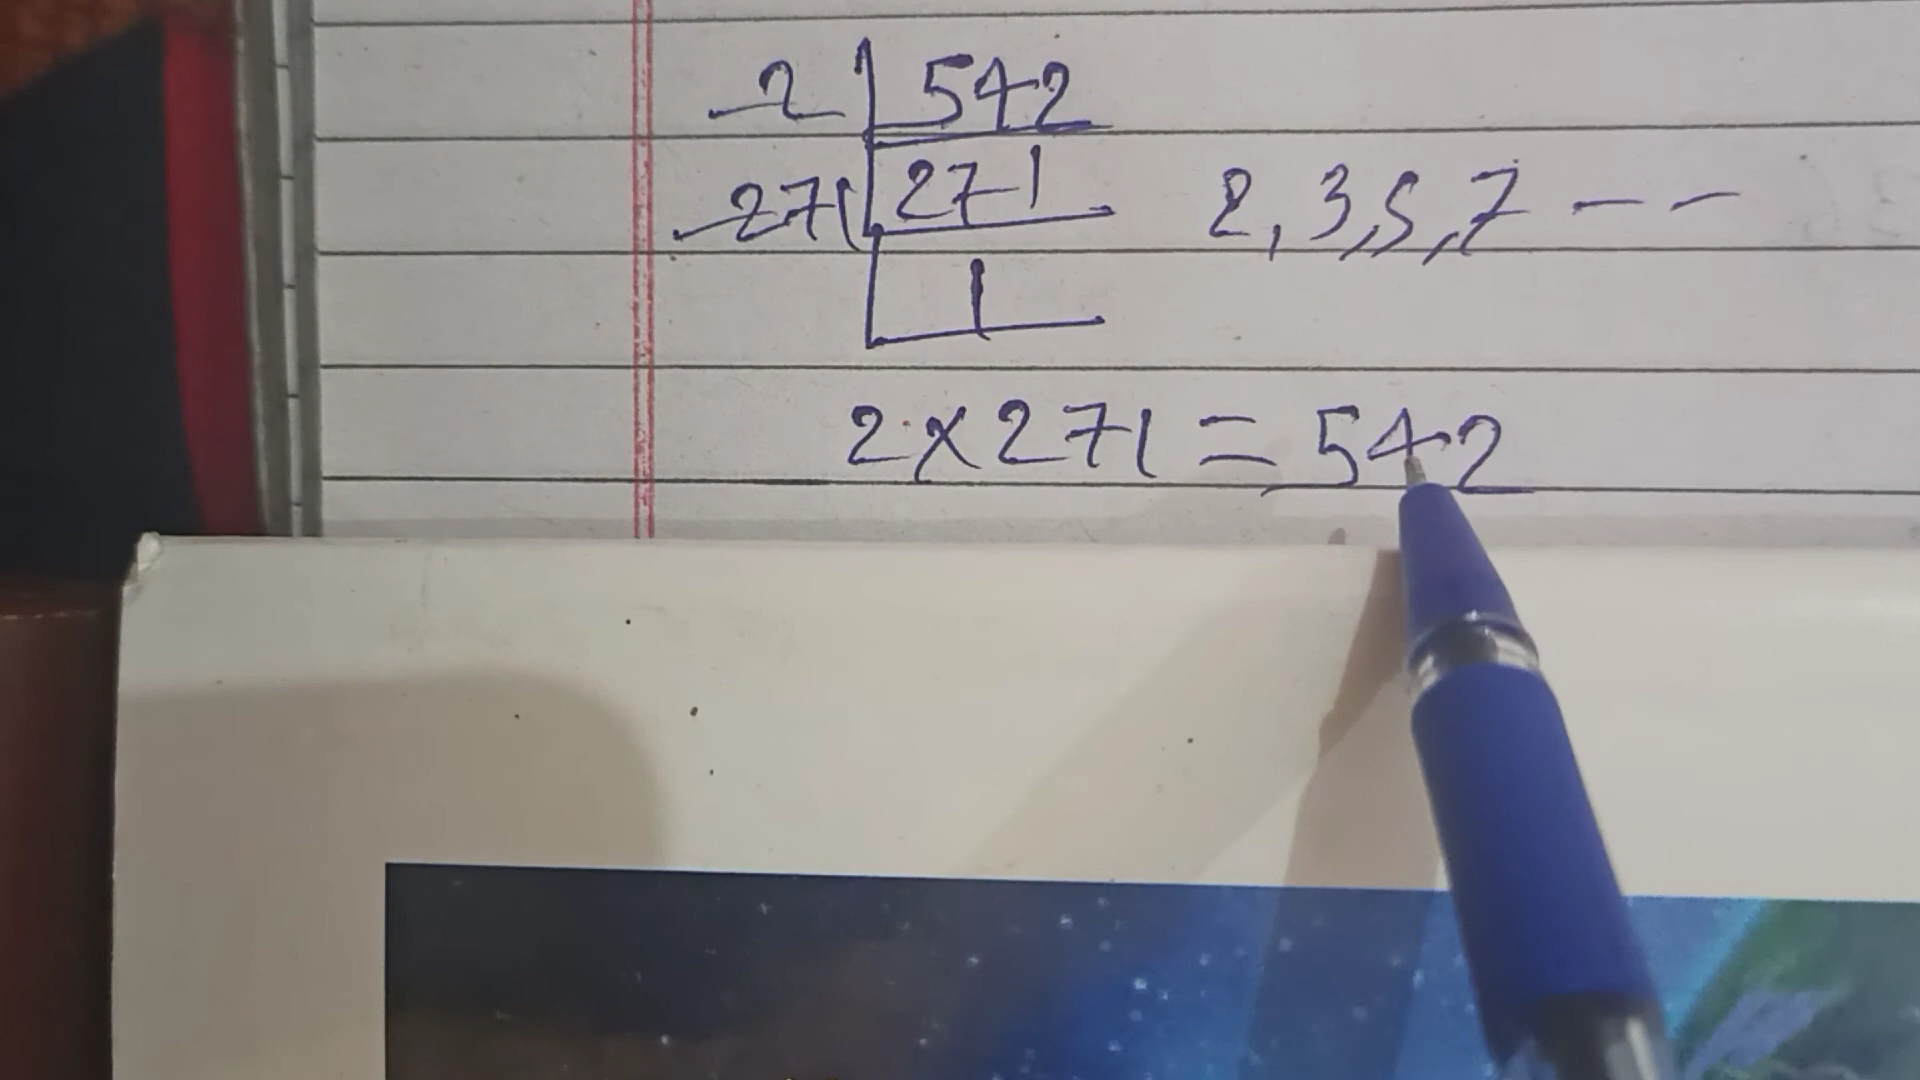 2 542
271 271 2, 3, 5, 7 - -
1
2 × 271 = 542